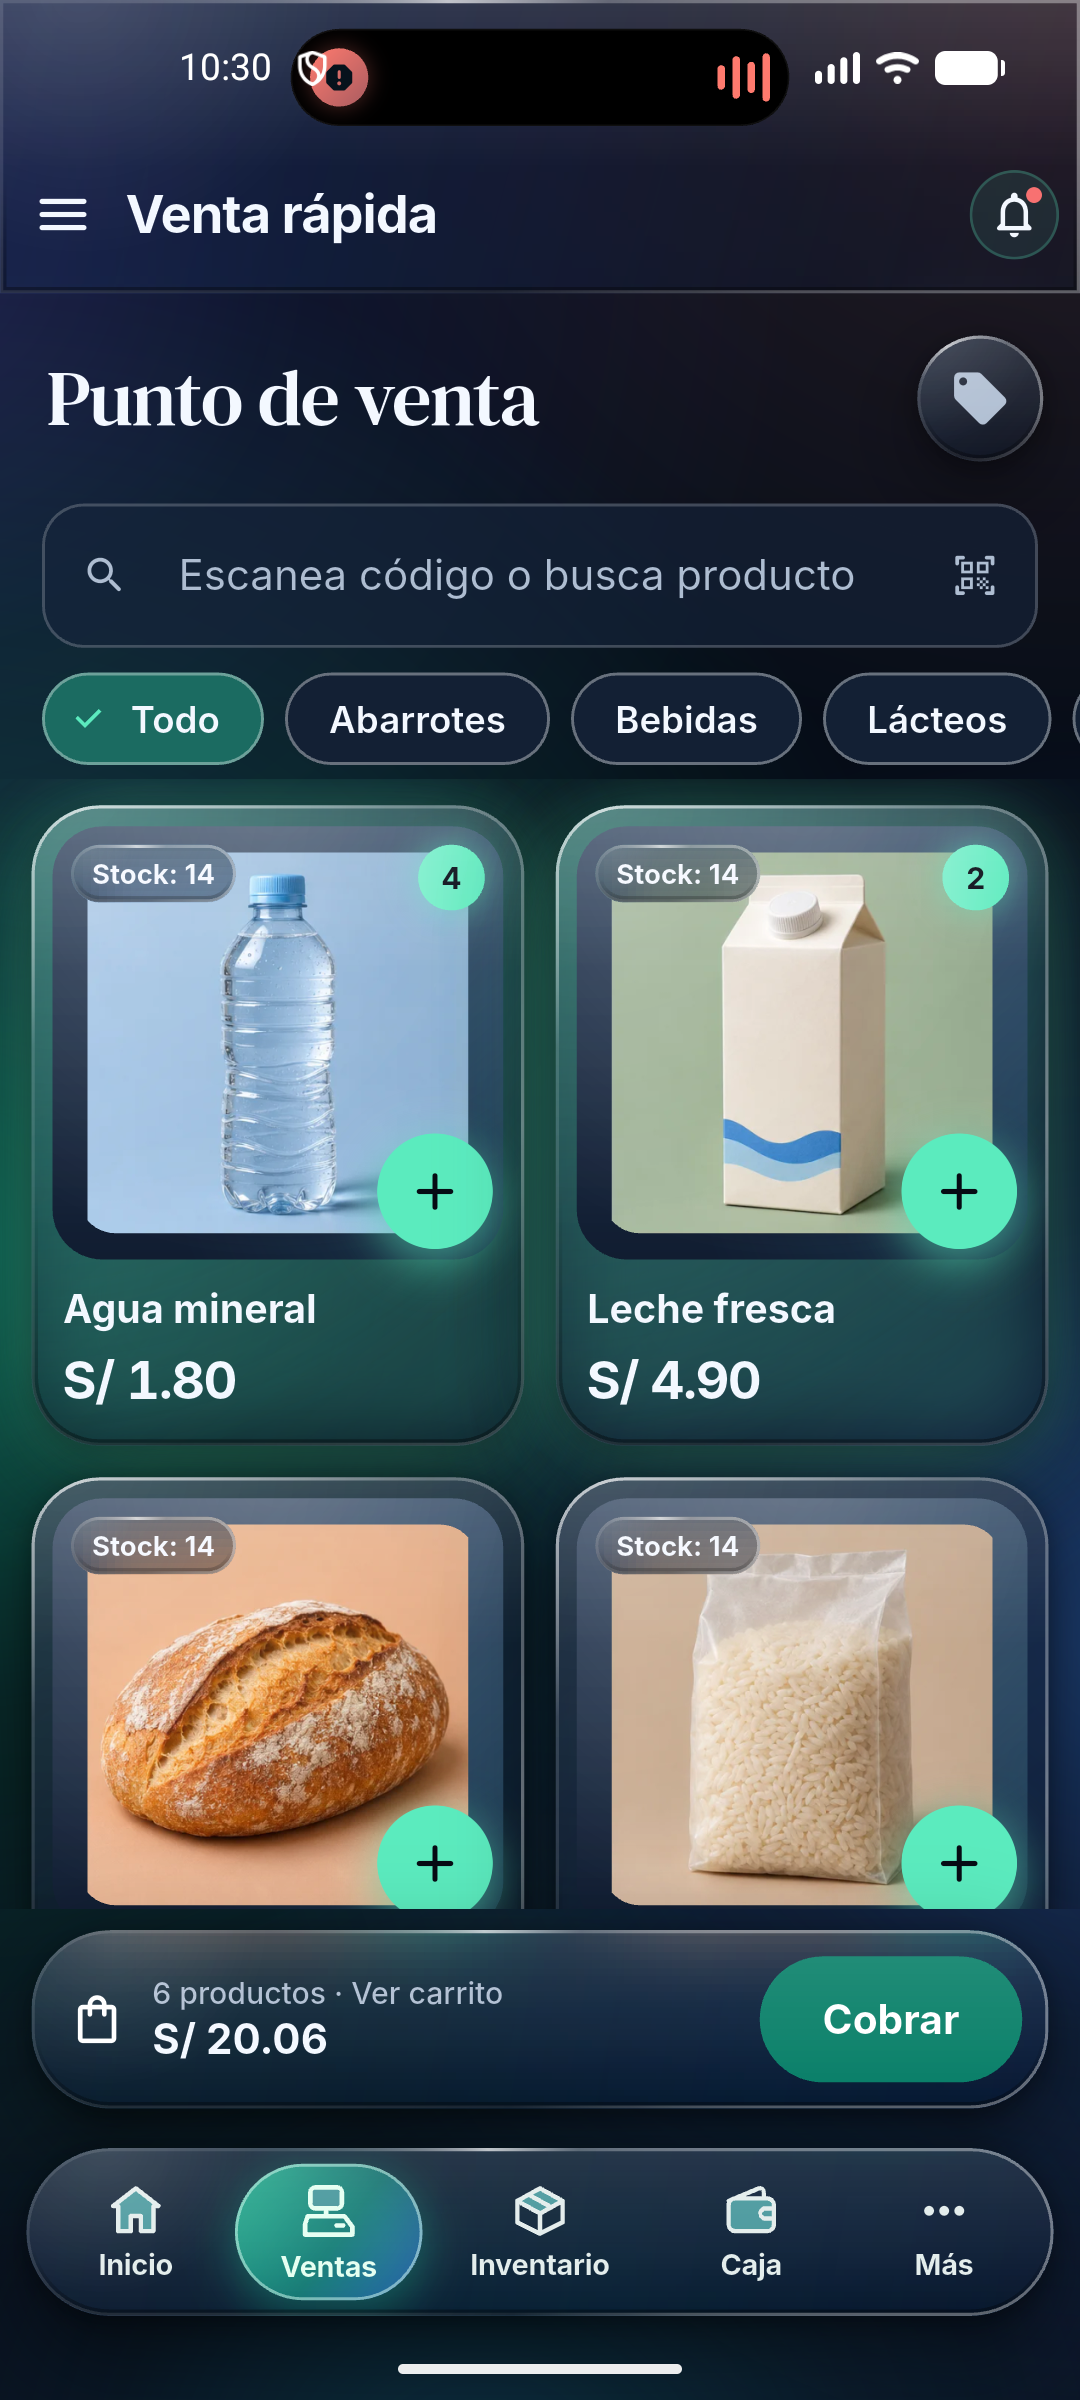 10:30
Venta rápida
Punto de venta
Escanea código o busca producto
Todo
Abarrotes
Bebidas
Lácteos
Stock: 14
4
Stock: 14
2
Agua mineral
S/ 1.80
Leche fresca
S/ 4.90
Stock: 14
Stock: 14
6 productos · Ver carrito
S/ 20.06
Cobrar
Inicio
Ventas
Inventario
Caja
Más